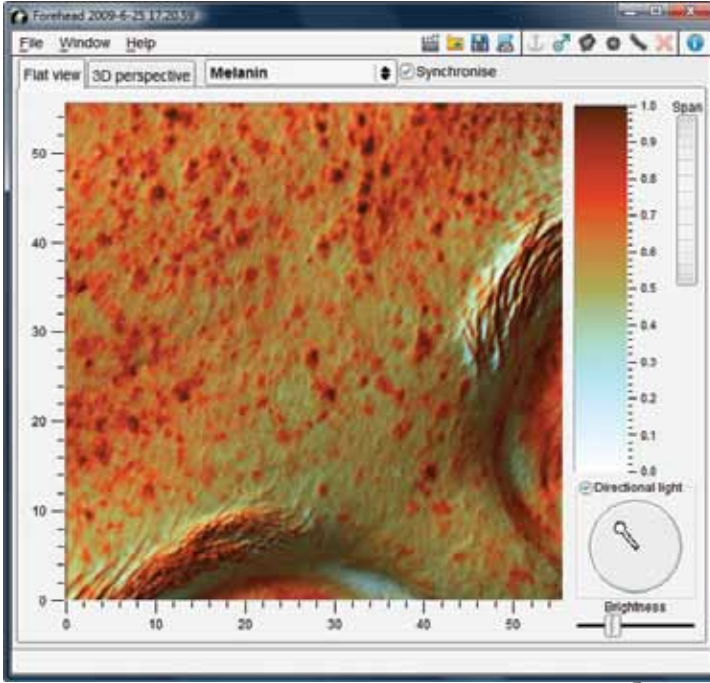 Forehead 2009-6-25 17:20:59
File Window Help
Flat view 3D perspective Melanin Synchronise
Span
1.0
0.9
0.8
0.7
0.6
0.5
0.4
0.3
0.2
0.1
0.0
50
40
30
20
10
0
0 10 20 30 40 50
Directional light
Brightness